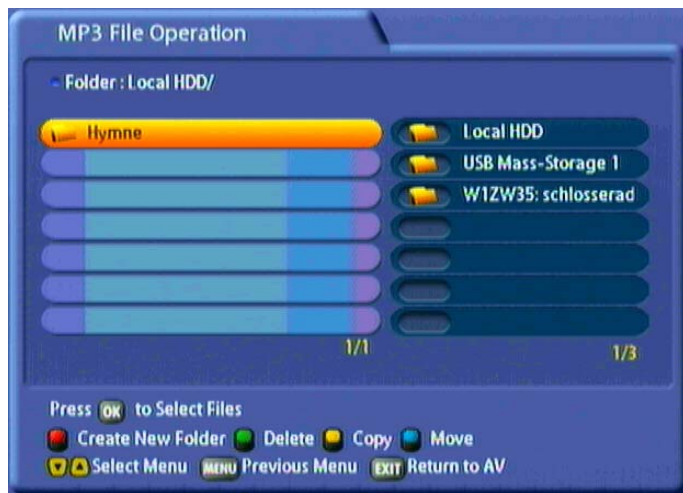 MP3 File Operation
Folder : Local HDD/
Hymne
Local HDD
USB Mass-Storage 1
W1ZW35: schlosserad
1/1
1/3
Press OK to Select Files
Create New Folder Delete Copy Move
Select Menu MENU Previous Menu EXIT Return to AV